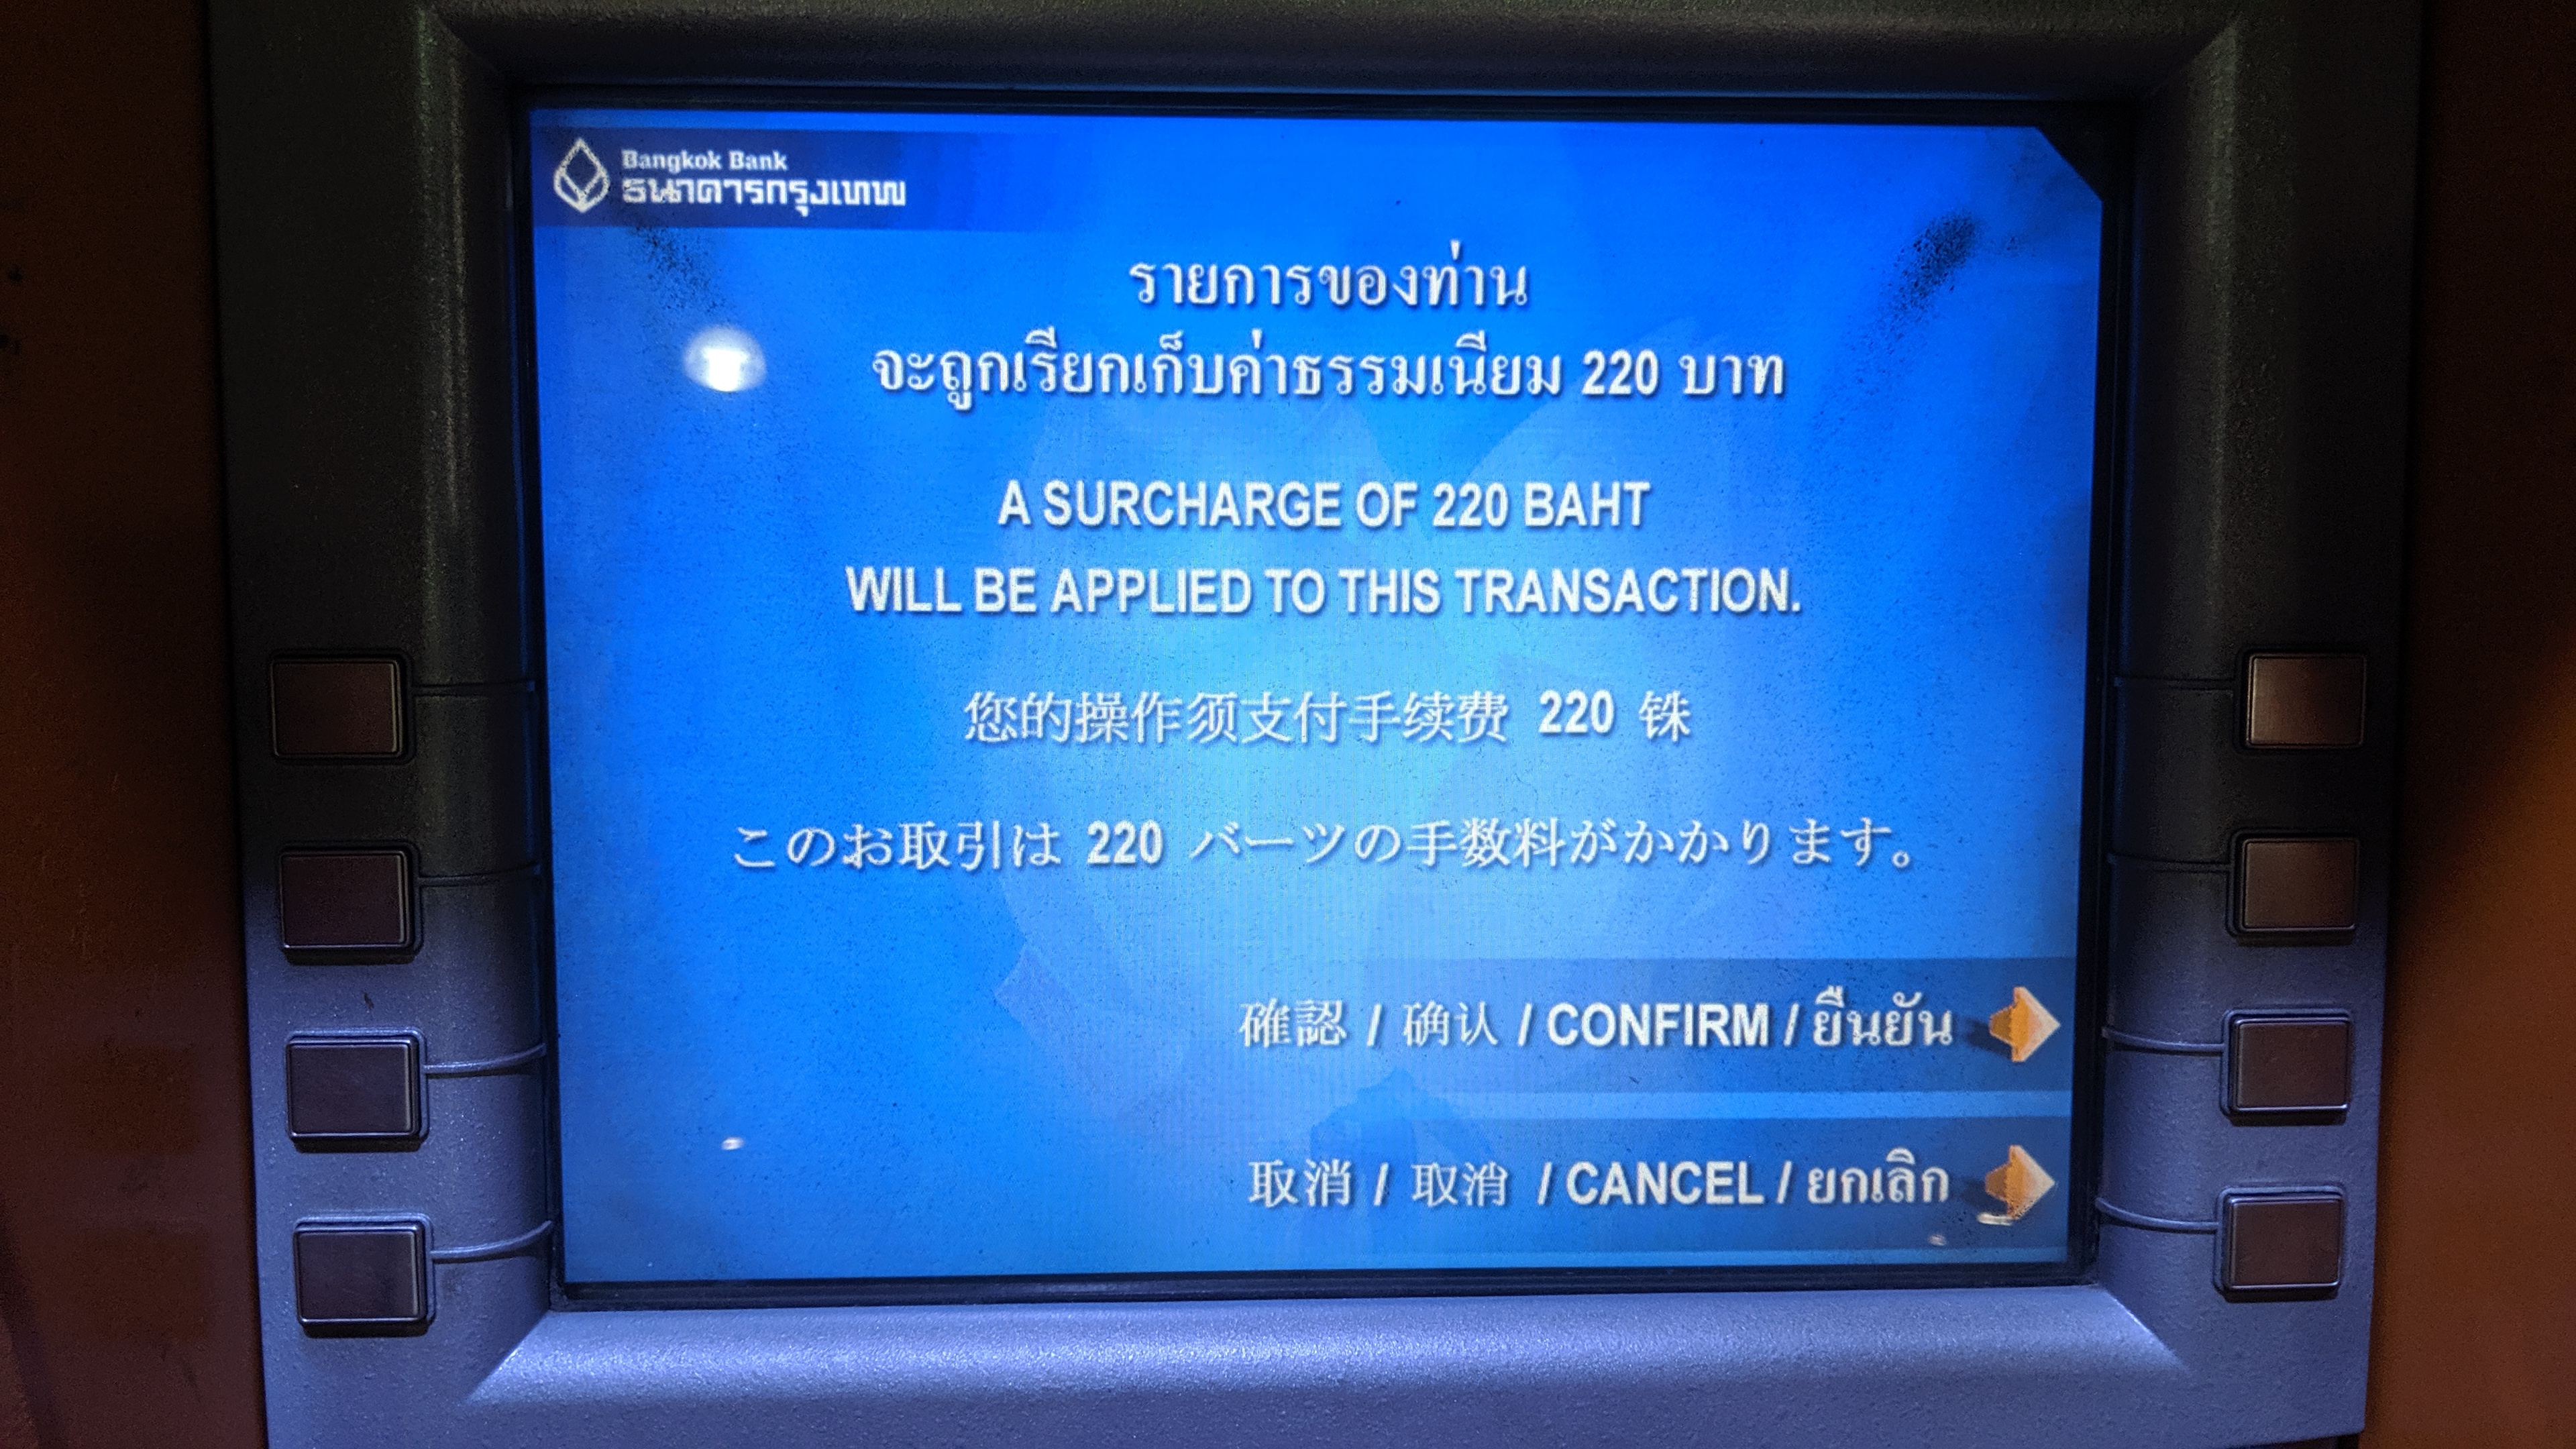 Bangkok Bank
ธนาคารกรุงเทพ
รายการของท่าน
จะถูกเรียกเก็บค่าธรรมเนียม 220 บาท
A SURCHARGE OF 220 BAHT
WILL BE APPLIED TO THIS TRANSACTION.
您的操作须支付手续费 220 铢
このお取引は 220 バーツの手数料がかかります。
確認 / 确认 / CONFIRM / ยืนยัน
取消 / 取消 / CANCEL / ยกเลิก